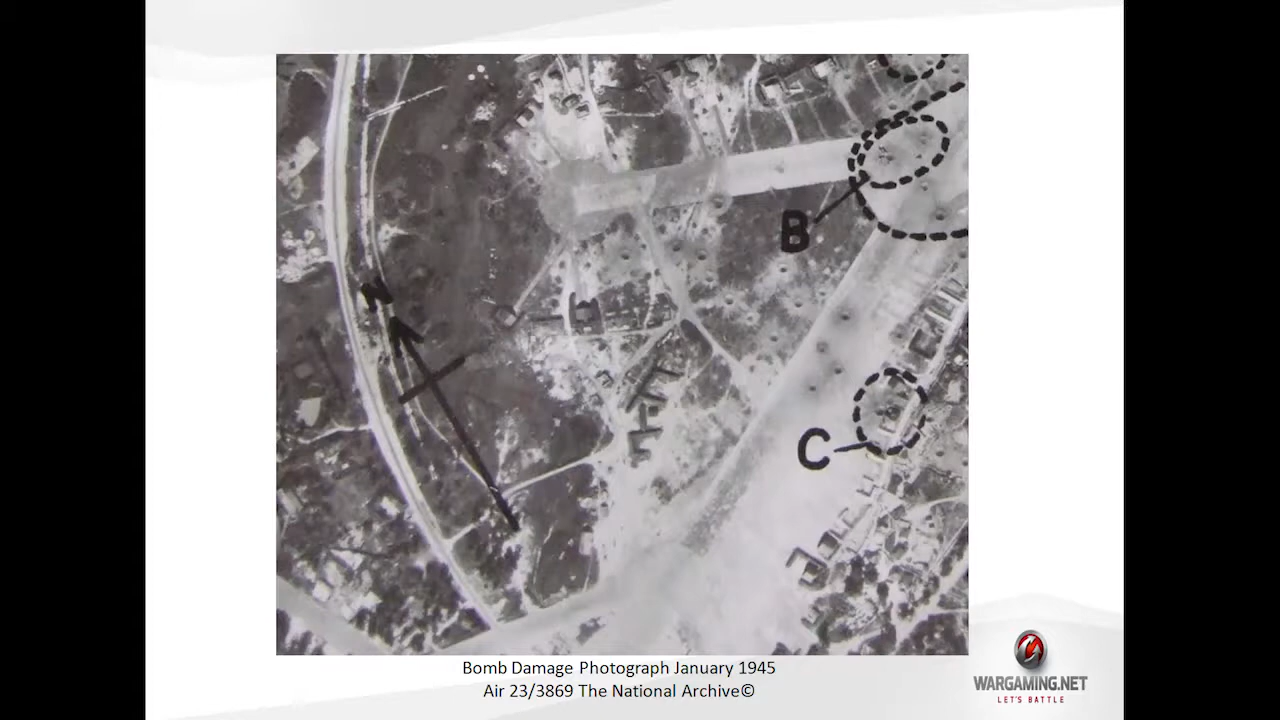 B
N
C
Bomb Damage Photograph January 1945
Air 23/3869 The National Archive©
WARGAMING.NET
LET'S BATTLE